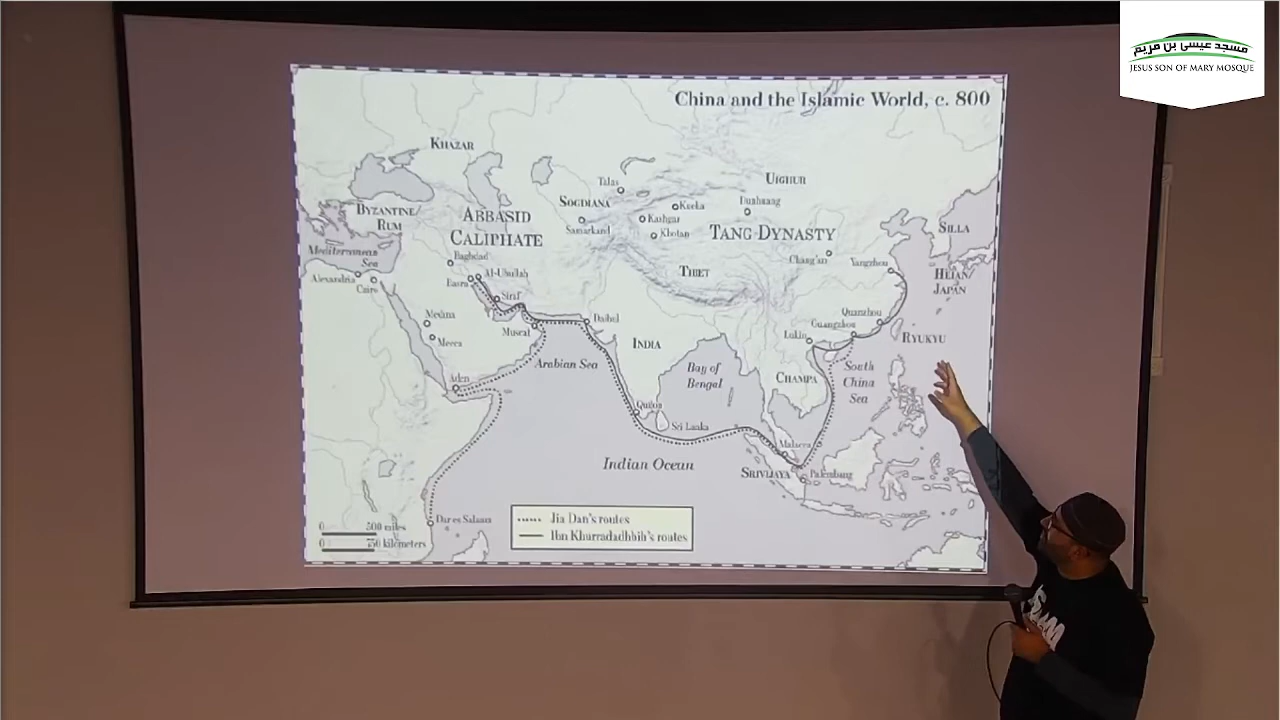 مسجد عيسى بن مريم
JESUS SON OF MARY MOSQUE
China and the Islamic World, c. 800
KHAZAR
Talas
UIGHUR
SOGDIANA
Kucha
Dunhuang
BYZANTINE/
RUM
ABBASID
CALIPHATE
Samarkand
Kashgar
Khotan
TANG DYNASTY
SILLA
Mediterranean
Sea
Baghdad
Chang'an
Yangzhou
TIBET
Alexandria
Cairo
Basra
Al-Ubullah
HEIAN/
JAPAN
Siraf
Medina
Mecca
Muscat
Daibul
Quanzhou
Guangzhou
LuLin
RYUKYU
INDIA
Arabian Sea
Bay of
Bengal
South
China
Sea
CHAMPA
Aden
Quilon
Sri Lanka
Malacca
Indian Ocean
SRIVIJAYA
Palembang
Dar es Salaam
0 500 miles
0 750 kilometers
Jia Dan's routes
Ibn Khurradadhbih's routes